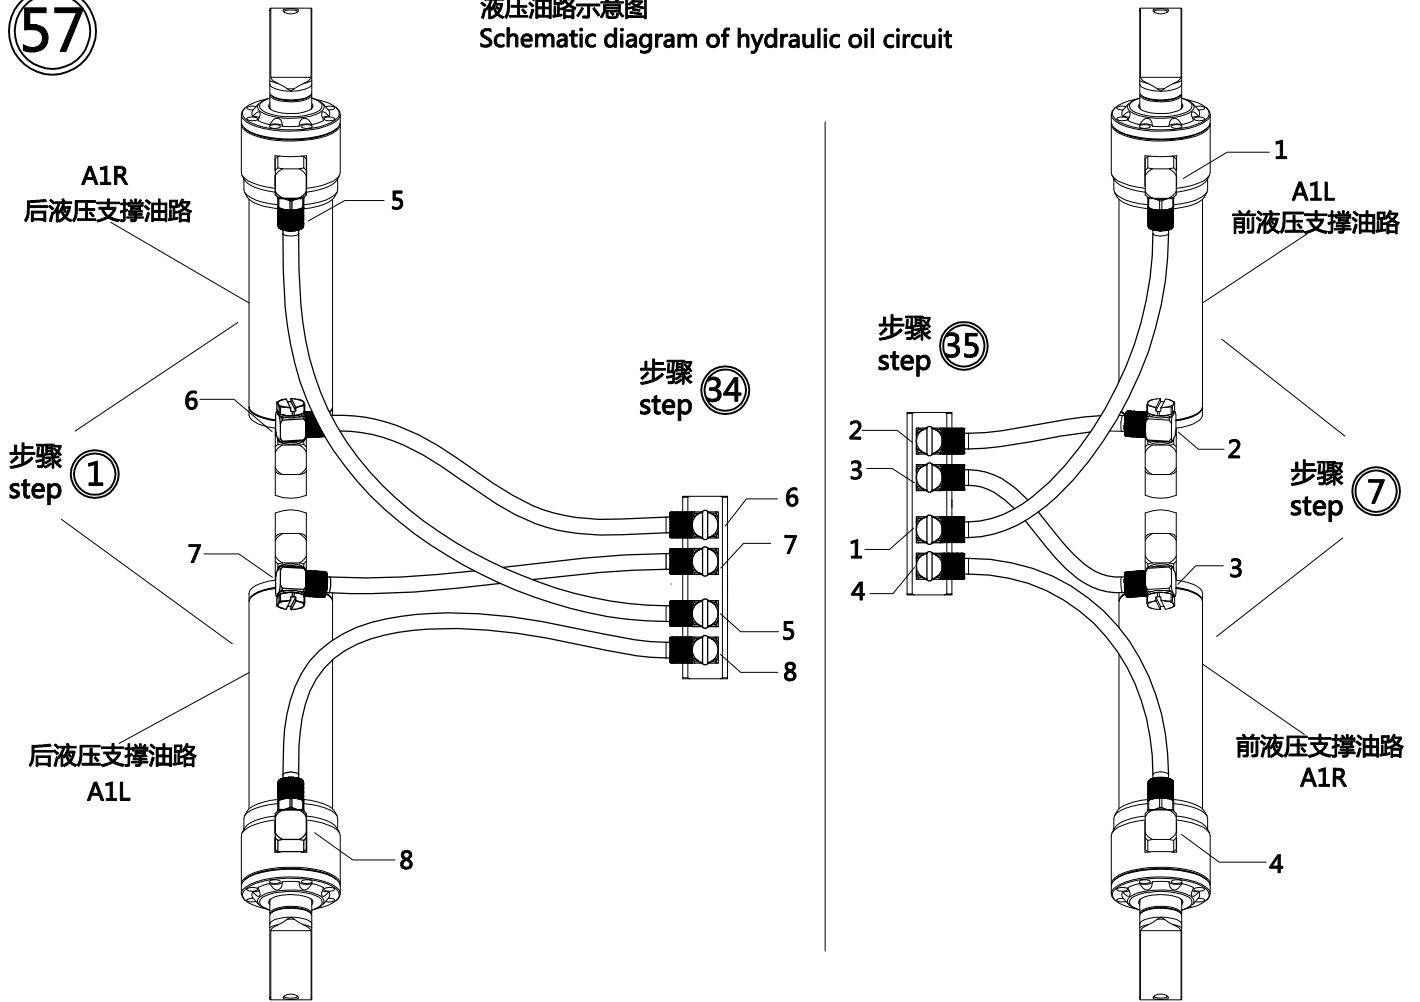 57
液压油路示意图
Schematic diagram of hydraulic oil circuit
A1R
后液压支撑油路
5
6
步骤
step 1
7
后液压支撑油路
A1L
8
步骤
step 34
6
7
5
8
1
A1L
前液压支撑油路
步骤
step 35
2
3
1
4
2
步骤
step 7
3
前液压支撑油路
A1R
4